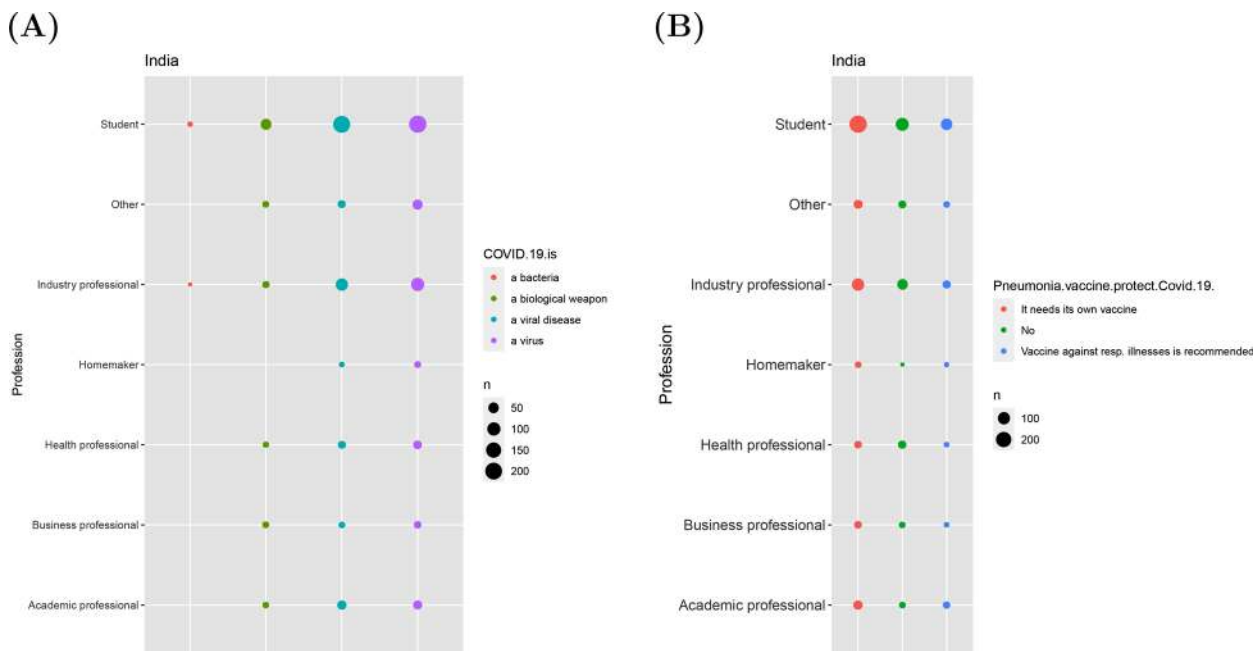 (A)
India
Student
Other
Industry professional
Homemaker
Health professional
Business professional
Academic professional
Profession
COVID.19.is
a bacteria
a biological weapon
a viral disease
a virus
n
50
100
150
200
(B)
India
Student
Other
Industry professional
Homemaker
Health professional
Business professional
Academic professional
Profession
Pneumonia.vaccine.protect.Covid.19.
It needs its own vaccine
No
Vaccine against resp. illnesses is recommended
n
100
200